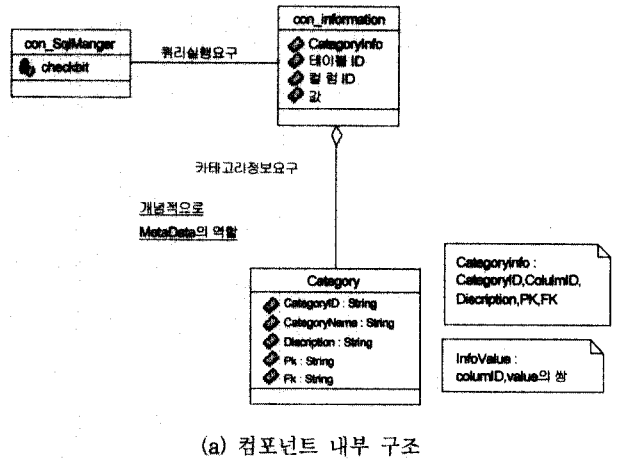 con_information
CategoryInfo
테이블 ID
컬럼 ID
값
con_SqlManger
checkbit
쿼리실행요구
카테고리정보요구
개념적으로
MetaData의 역할
Category
CategoryID : String
CategoryName : String
Discription : String
Pk : String
Fk : String
CategoryInfo :
CategoryID,ColulmID,
Discription,PK,FK
InfoValue :
columID,value의 쌍
(a) 컴포넌트 내부 구조